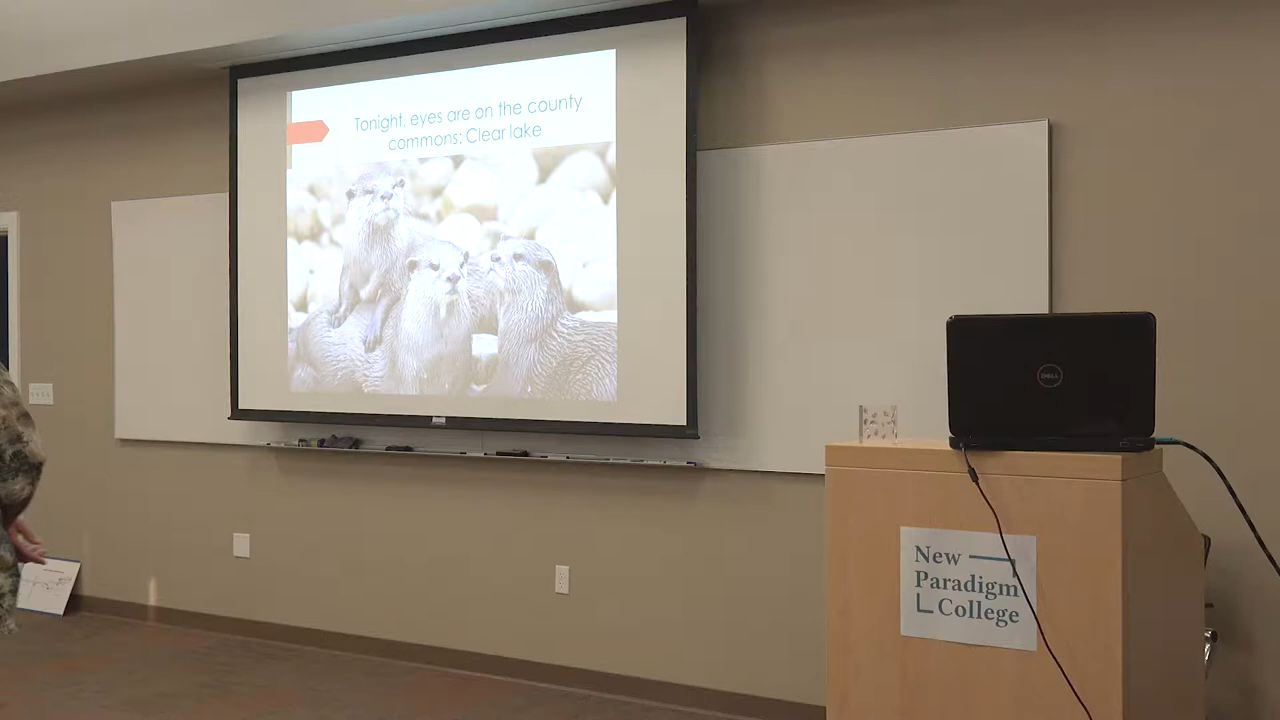 Tonight, eyes are on the county
commons: Clear lake
DELL
New
Paradigm
College